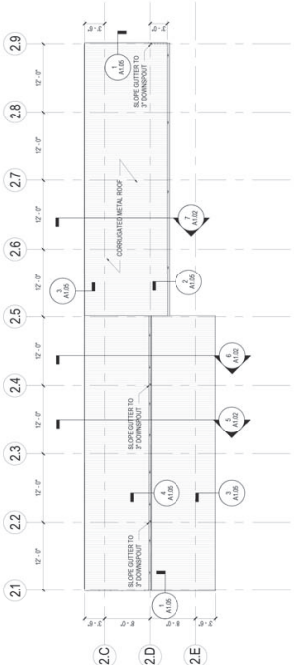 2.9
1
A1.05
SLOPE GUTTER TO
3" DOWNSPOUT
12' - 0"
2.8
12' - 0"
2.7
CORRUGATED METAL ROOF
12' - 0"
7
A1.02
2.6
12' - 0"
3
A1.05
2
A1.05
2.5
12' - 0"
6
A1.02
2.4
SLOPE GUTTER TO
3" DOWNSPOUT
12' - 0"
5
A1.02
2.3
12' - 0"
4
A1.05
3
A1.05
2.2
SLOPE GUTTER TO
3" DOWNSPOUT
12' - 0"
2.1
1
A1.05
2.C
2.D
2.E